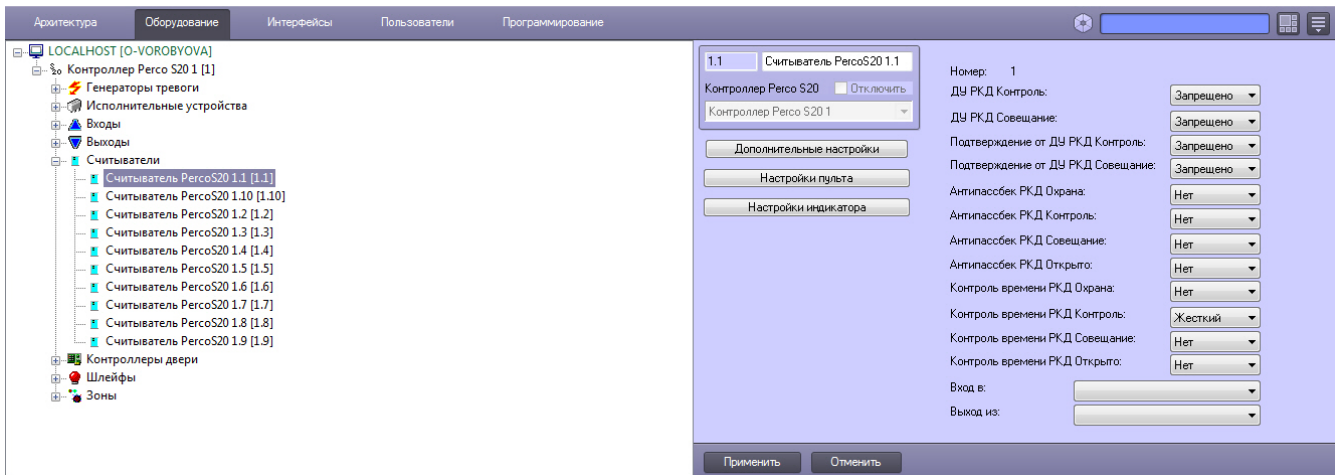 Архитектура Оборудование Интерфейсы Пользователи Программирование
LOCALHOST [O-VOROBYOVA]
Контроллер Perco S20 1 [1]
Генераторы тревоги
Исполнительные устройства
Входы
Выходы
Считыватели
Считыватель PercoS20 1.1 [1.1]
Считыватель PercoS20 1.10 [1.10]
Считыватель PercoS20 1.2 [1.2]
Считыватель PercoS20 1.3 [1.3]
Считыватель PercoS20 1.4 [1.4]
Считыватель PercoS20 1.5 [1.5]
Считыватель PercoS20 1.6 [1.6]
Считыватель PercoS20 1.7 [1.7]
Считыватель PercoS20 1.8 [1.8]
Считыватель PercoS20 1.9 [1.9]
Контроллеры двери
Шлейфы
Зоны
1.1 Считыватель PercoS20 1.1
Контроллер Perco S20 Отключить
Контроллер Perco S20 1
Дополнительные настройки
Настройки пульта
Настройки индикатора
Номер: 1
ДУ РКД Контроль: Запрещено
ДУ РКД Совещание: Запрещено
Подтверждение от ДУ РКД Контроль: Запрещено
Подтверждение от ДУ РКД Совещание: Запрещено
Антипассбек РКД Охрана: Нет
Антипассбек РКД Контроль: Нет
Антипассбек РКД Совещание: Нет
Антипассбек РКД Открыто: Нет
Контроль времени РКД Охрана: Нет
Контроль времени РКД Контроль: Жесткий
Контроль времени РКД Совещание: Нет
Контроль времени РКД Открыто: Нет
Вход в:
Выход из:
Применить Отменить